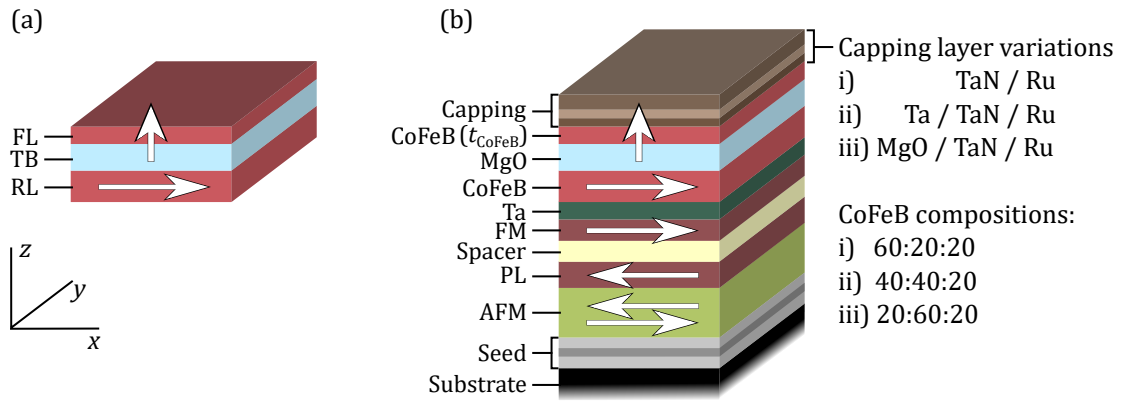 (a)
FL
TB
RL
z
y
x
(b)
Capping
CoFeB (tCoFeB)
MgO
CoFeB
Ta
FM
Spacer
PL
AFM
Seed
Substrate
Capping layer variations
i) TaN / Ru
ii) Ta / TaN / Ru
iii) MgO / TaN / Ru
CoFeB compositions:
i) 60:20:20
ii) 40:40:20
iii) 20:60:20